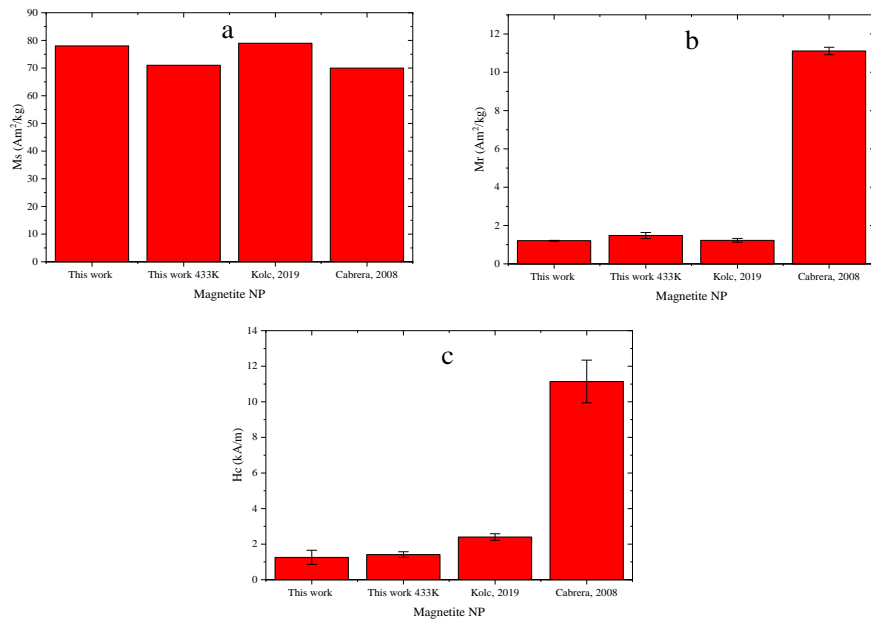 a
90
80
70
60
50
40
30
20
10
0
Ms (Am²/kg)
This work This work 433K Kolc, 2019 Cabrera, 2008
Magnetite NP
b
12
10
8
6
4
2
0
Mr (Am²/kg)
This work This work 433K Kolc, 2019 Cabrera, 2008
Magnetite NP
c
14
12
10
8
6
4
2
0
Hc (kA/m)
This work This work 433K Kolc, 2019 Cabrera, 2008
Magnetite NP